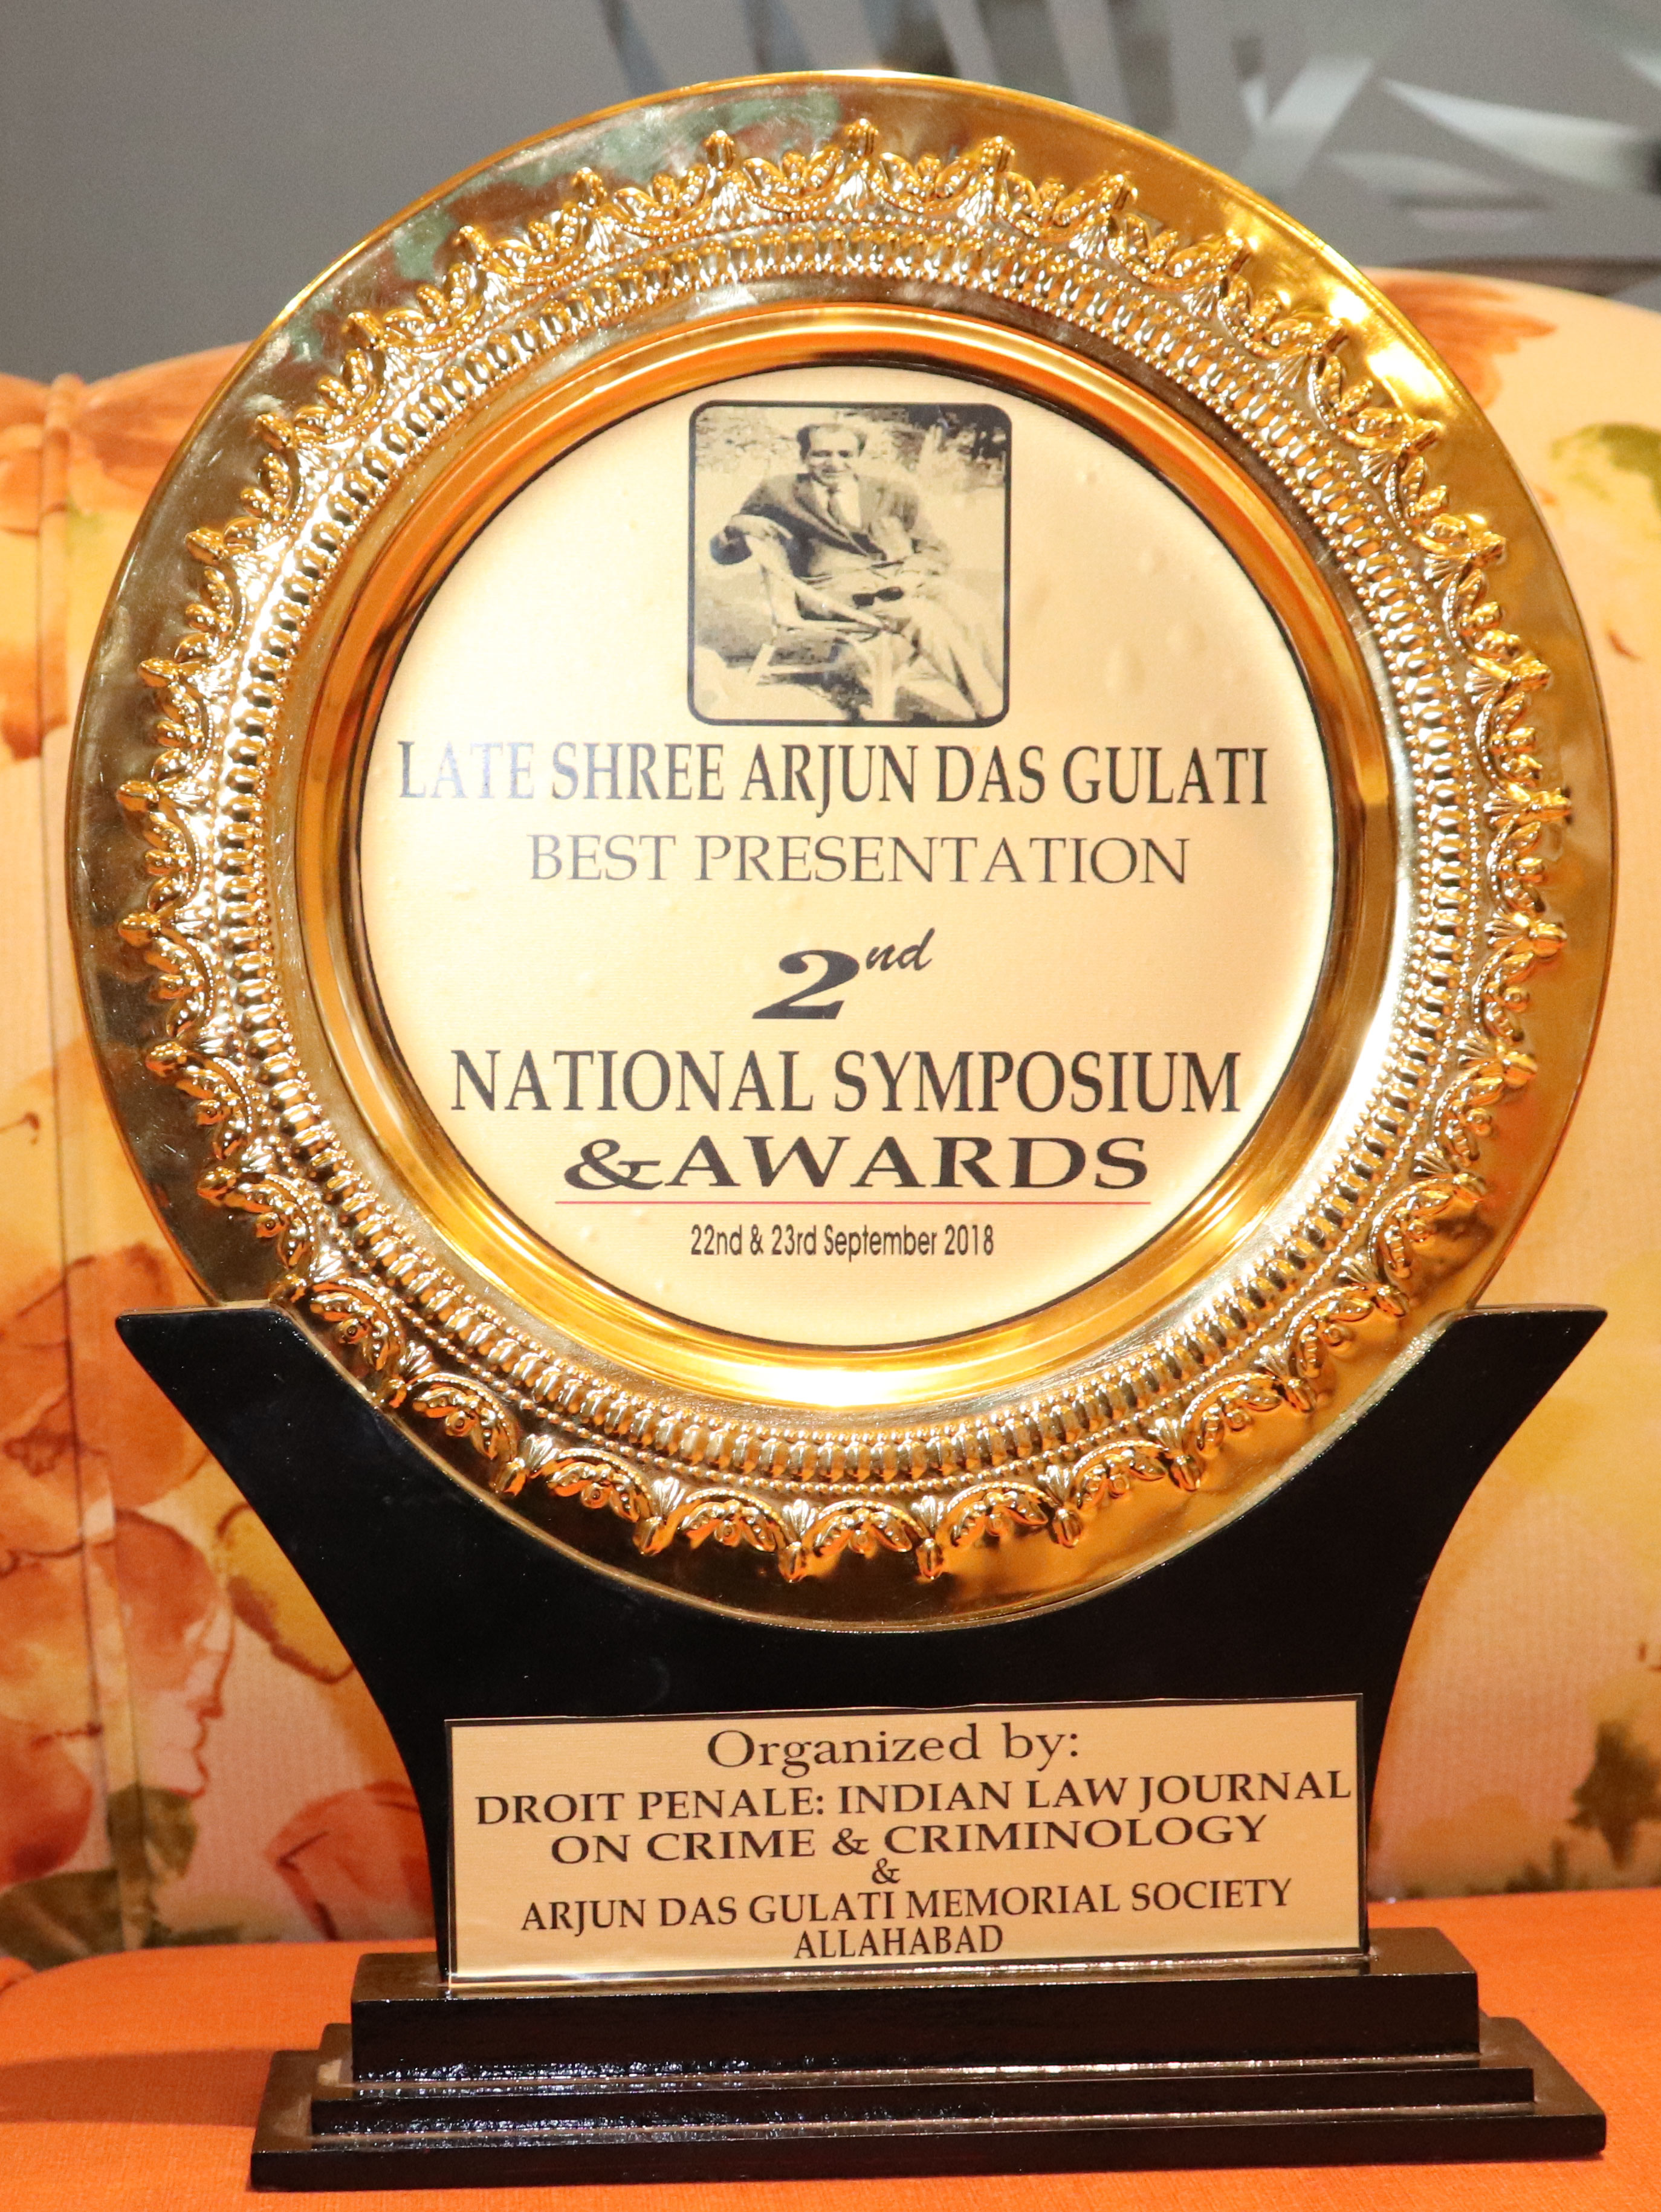 LATE SHREE ARJUN DAS GULATI
BEST PRESENTATION
2nd
NATIONAL SYMPOSIUM
&AWARDS
22nd & 23rd September 2018
Organized by:
DROIT PENALE: INDIAN LAW JOURNAL
ON CRIME & CRIMINOLOGY
&
ARJUN DAS GULATI MEMORIAL SOCIETY
ALLAHABAD